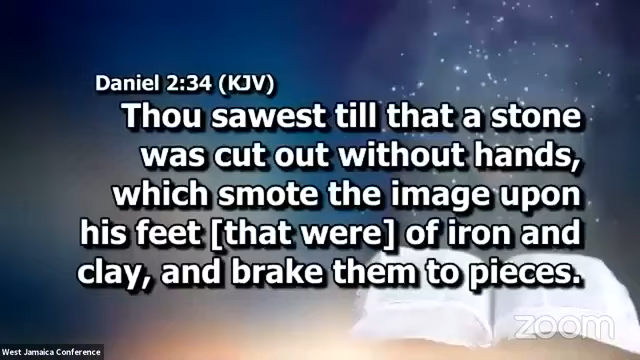 Daniel 2:34 (KJV)
Thou sawest till that a stone
was cut out without hands,
which smote the image upon
his feet [that were] of iron and
clay, and brake them to pieces.
zoom
West Jamaica Conference